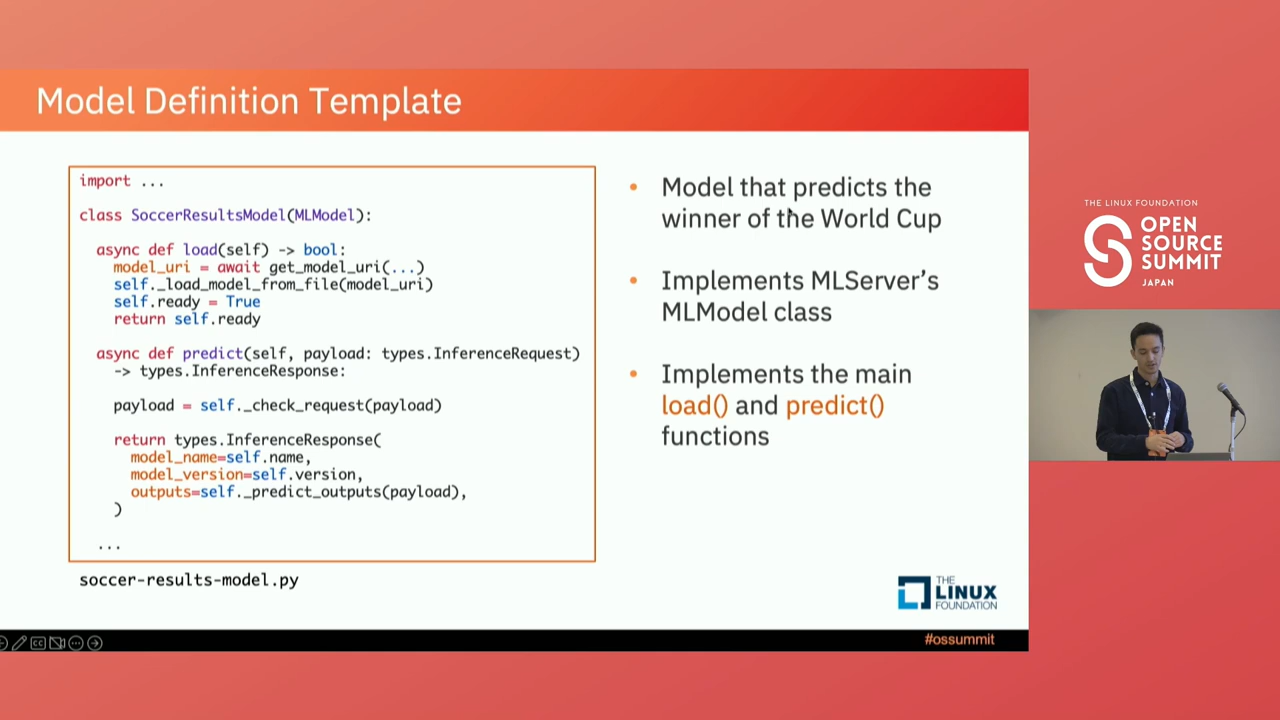 Model Definition Template
import ...
class SoccerResultsModel(MLModel):
async def load(self) -> bool:
model_uri = await get_model_uri(...)
self._load_model_from_file(model_uri)
self.ready = True
return self.ready
async def predict(self, payload: types.InferenceRequest)
-> types.InferenceResponse:
payload = self._check_request(payload)
return types.InferenceResponse(
model_name=self.name,
model_version=self.version,
outputs=self._predict_outputs(payload),
)
...
soccer-results-model.py
• Model that predicts the
winner of the World Cup
• Implements MLServer's
MLModel class
• Implements the main
load() and predict()
functions
THE
LINUX
FOUNDATION
#ossummit
CC
THE LINUX FOUNDATION
OPEN
SOURCE
SUMMIT
JAPAN